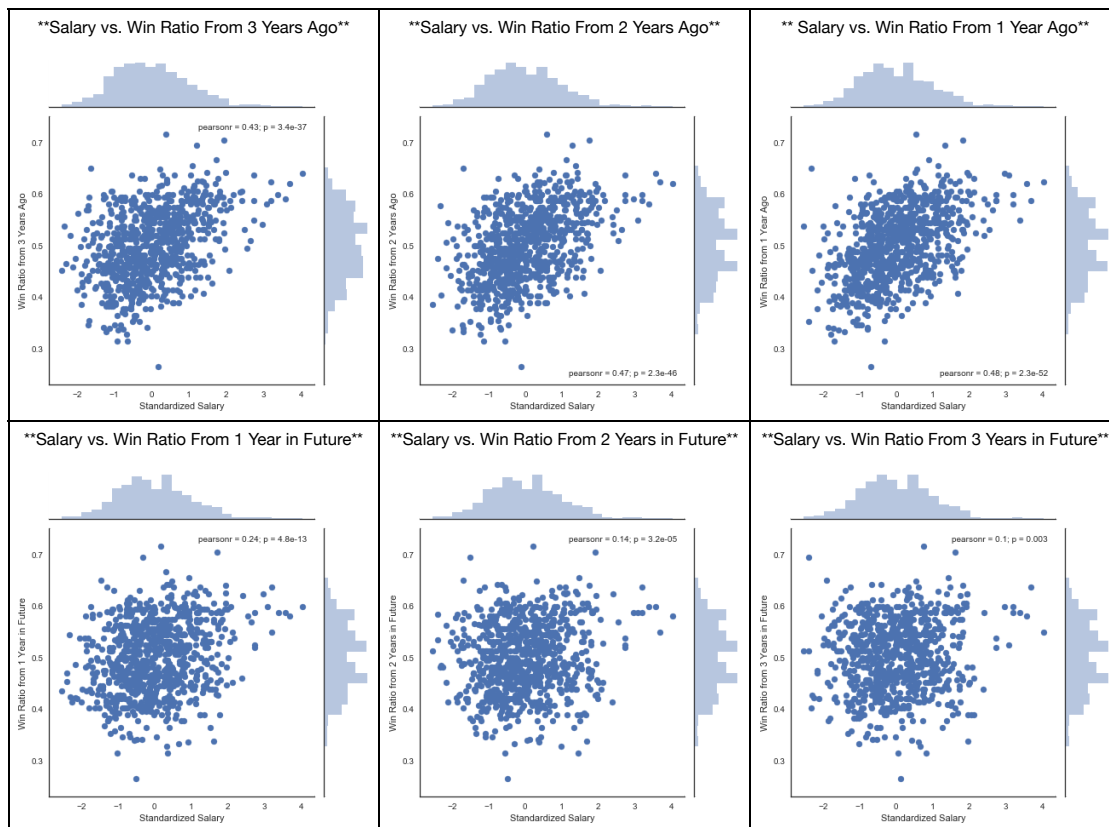 **Salary vs. Win Ratio From 3 Years Ago**
pearsonr = 0.43; p = 3.4e-37
Win Ratio from 3 Years Ago
0.7
0.6
0.5
0.4
0.3
−2 −1 0 1 2 3 4
Standardized Salary
**Salary vs. Win Ratio From 2 Years Ago**
Win Ratio from 2 Years Ago
0.7
0.6
0.5
0.4
0.3
pearsonr = 0.47; p = 2.3e-46
−2 −1 0 1 2 3 4
Standardized Salary
** Salary vs. Win Ratio From 1 Year Ago**
Win Ratio from 1 Year Ago
0.7
0.6
0.5
0.4
0.3
pearsonr = 0.48; p = 2.3e-52
−2 −1 0 1 2 3 4
Standardized Salary
**Salary vs. Win Ratio From 1 Year in Future**
pearsonr = 0.24; p = 4.8e-13
Win Ratio from 1 Year in Future
0.7
0.6
0.5
0.4
0.3
−2 −1 0 1 2 3 4
Standardized Salary
**Salary vs. Win Ratio From 2 Years in Future**
pearsonr = 0.14; p = 3.2e-05
Win Ratio from 2 Years in Future
0.7
0.6
0.5
0.4
0.3
−2 −1 0 1 2 3 4
Standardized Salary
**Salary vs. Win Ratio From 3 Years in Future**
pearsonr = 0.1; p = 0.003
Win Ratio from 3 Years in Future
0.7
0.6
0.5
0.4
0.3
−2 −1 0 1 2 3 4
Standardized Salary